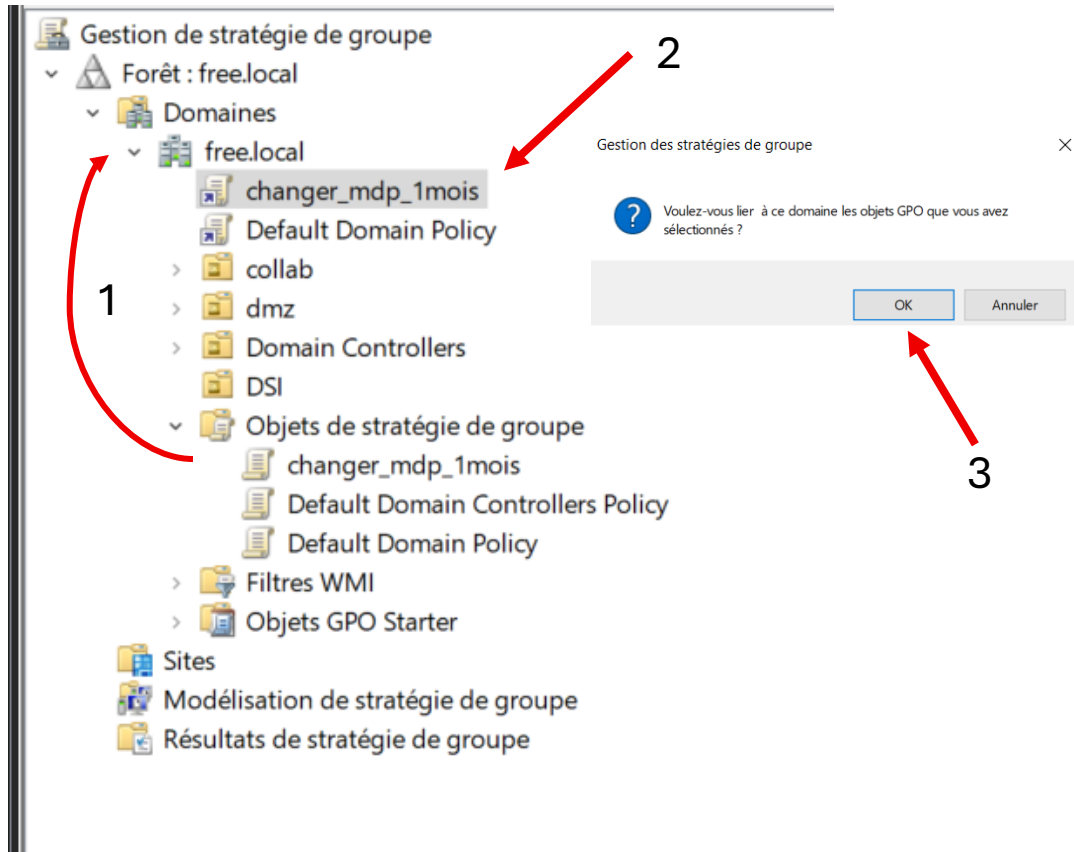 Gestion de stratégie de groupe
2
Forêt : free.local
Domaines
free.local
Gestion des stratégies de groupe
changer_mdp_1mois
Voulez-vous lier à ce domaine les objets GPO que vous avez
sélectionnés ?
Default Domain Policy
collab
1
dmz
OK
Annuler
Domain Controllers
DSI
Objets de stratégie de groupe
changer_mdp_1mois
3
Default Domain Controllers Policy
Default Domain Policy
Filtres WMI
Objets GPO Starter
Sites
Modélisation de stratégie de groupe
Résultats de stratégie de groupe